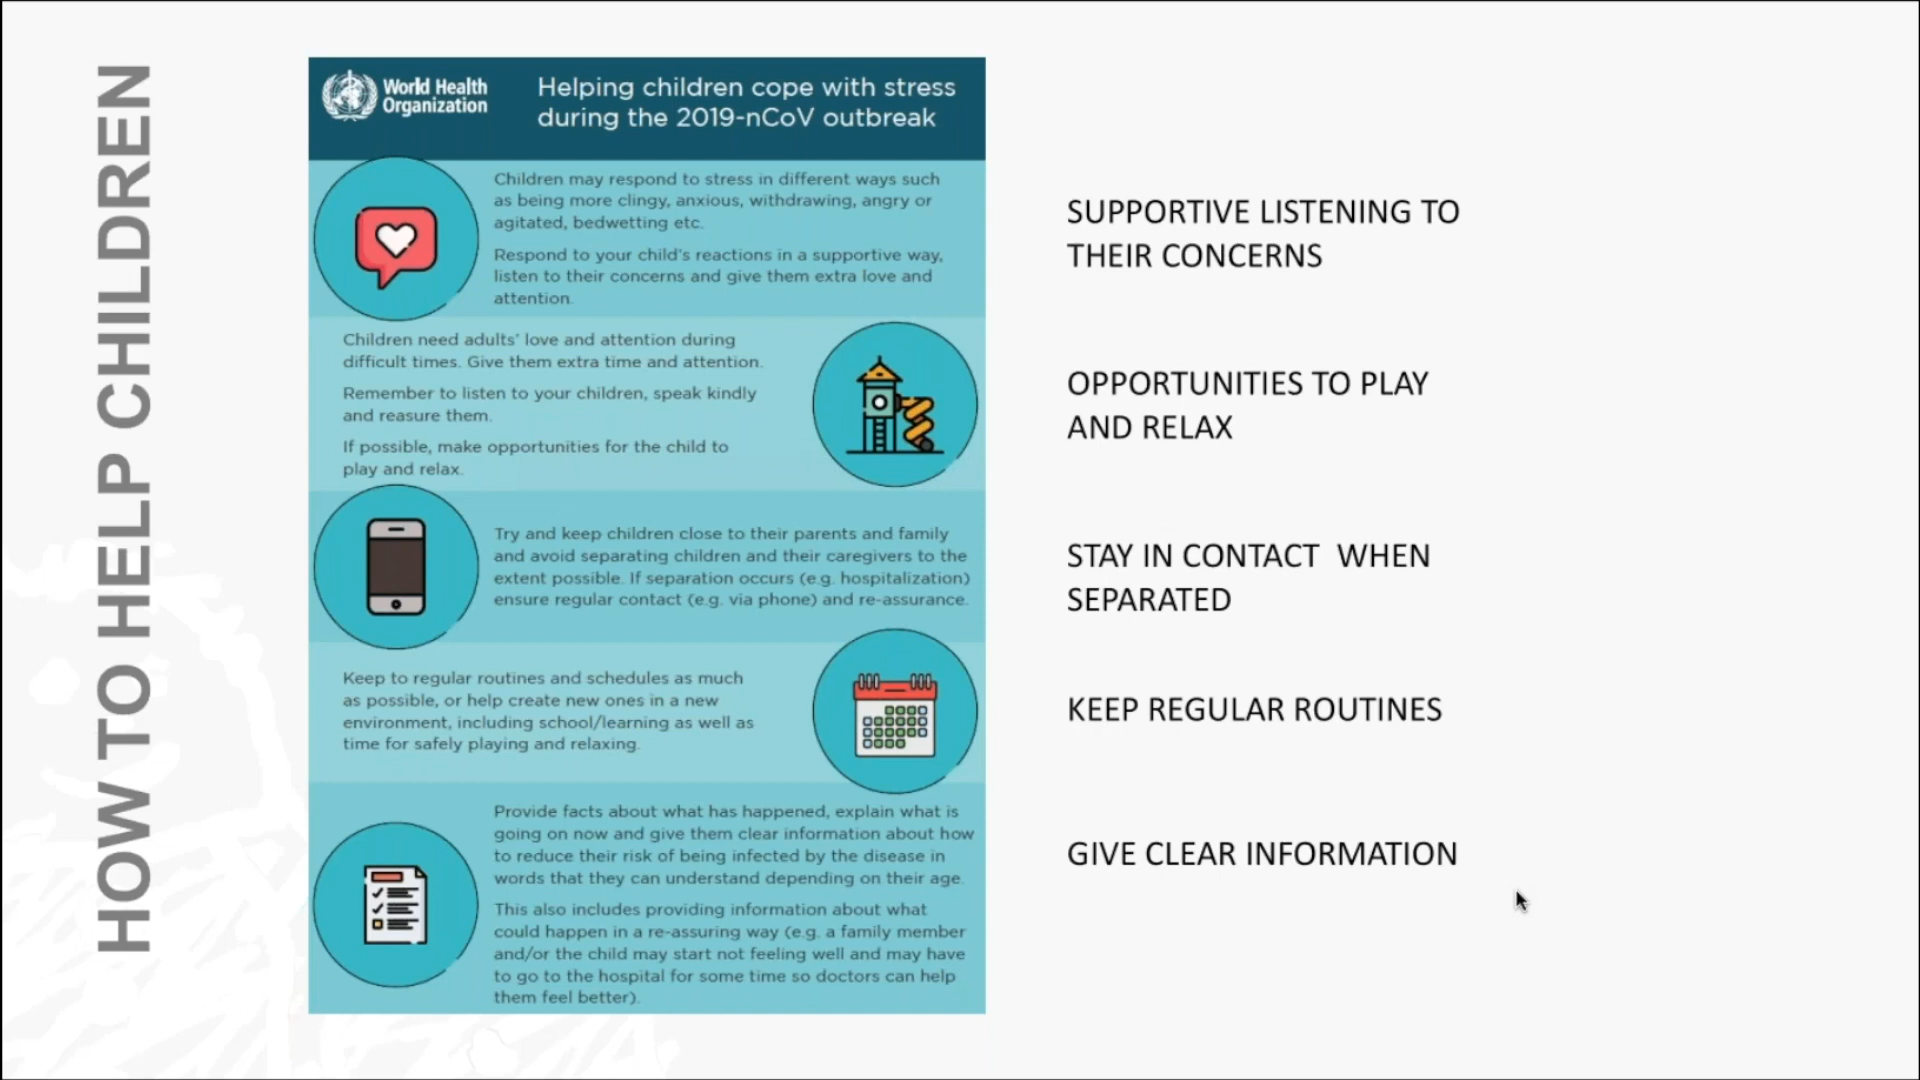 HOW TO HELP CHILDREN
World Health
Organization
Helping children cope with stress
during the 2019-nCoV outbreak
Children may respond to stress in different ways such
as being more clingy, anxious, withdrawing, angry or
agitated, bedwetting etc.
Respond to your child's reactions in a supportive way,
listen to their concerns and give them extra love and
attention.
SUPPORTIVE LISTENING TO
THEIR CONCERNS
Children need adults' love and attention during
difficult times. Give them extra time and attention.
Remember to listen to your children, speak kindly
and reasure them.
If possible, make opportunities for the child to
play and relax.
OPPORTUNITIES TO PLAY
AND RELAX
Try and keep children close to their parents and family
and avoid separating children and their caregivers to the
extent possible. If separation occurs (e.g. hospitalization)
ensure regular contact (e.g. via phone) and re-assurance.
STAY IN CONTACT  WHEN
SEPARATED
Keep to regular routines and schedules as much
as possible, or help create new ones in a new
environment, including school/learning as well as
time for safely playing and relaxing.
KEEP REGULAR ROUTINES
Provide facts about what has happened, explain what is
going on now and give them clear information about how
to reduce their risk of being infected by the disease in
words that they can understand depending on their age.
This also includes providing information about what
could happen in a re-assuring way (e.g. a family member
and/or the child may start not feeling well and may have
to go to the hospital for some time so doctors can help
them feel better).
GIVE CLEAR INFORMATION